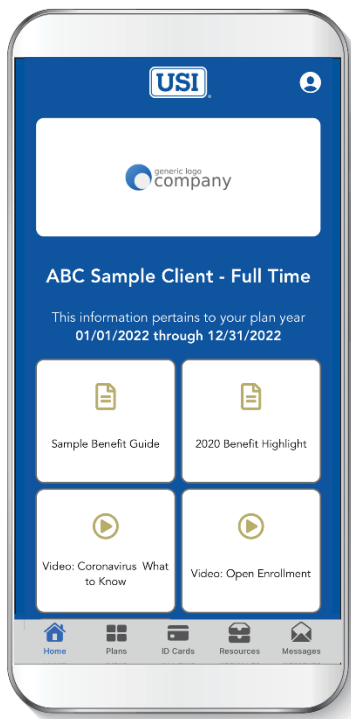 USI
generic logo
company
ABC Sample Client - Full Time
This information pertains to your plan year
01/01/2022 through 12/31/2022
Sample Benefit Guide
2020 Benefit Highlight
Video: Coronavirus What
to Know
Video: Open Enrollment
Home
Plans
ID Cards
Resources
Messages